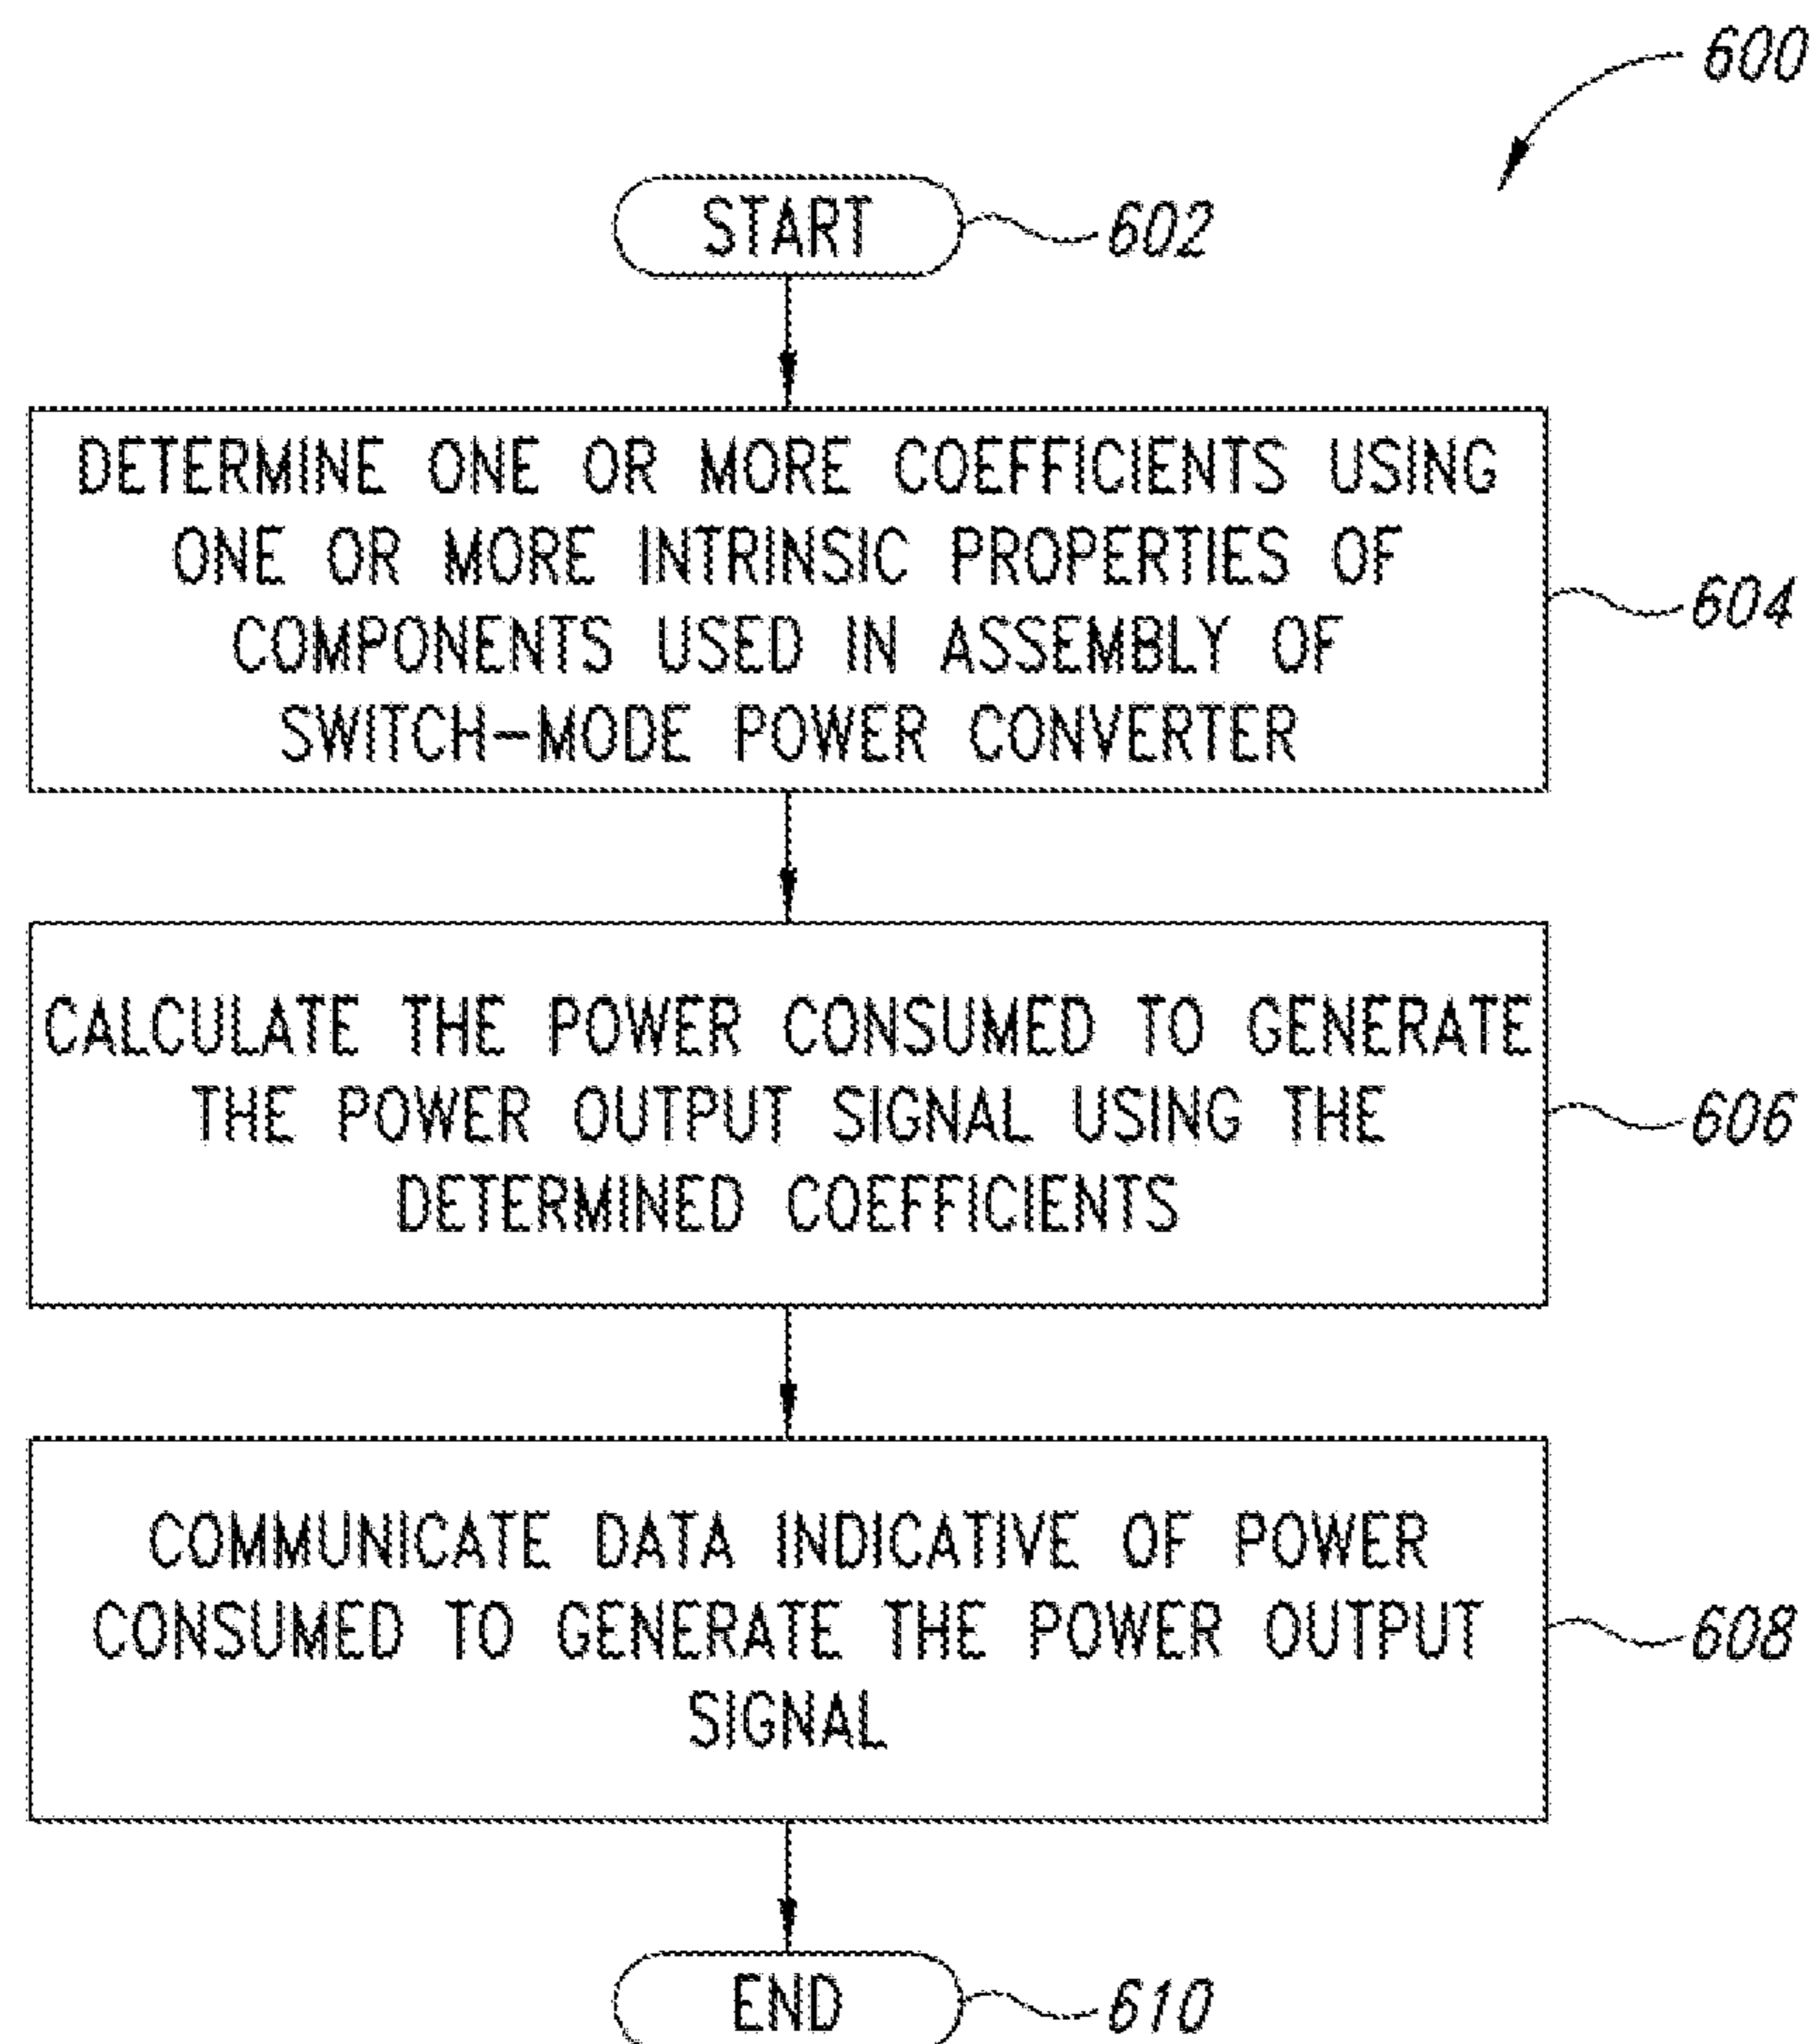 600
START
602
DETERMINE ONE OR MORE COEFFICIENTS USING
ONE OR MORE INTRINSIC PROPERTIES OF
COMPONENTS USED IN ASSEMBLY OF
SWITCH-MODE POWER CONVERTER
604
CALCULATE THE POWER CONSUMED TO GENERATE
THE POWER OUTPUT SIGNAL USING THE
DETERMINED COEFFICIENTS
606
COMMUNICATE DATA INDICATIVE OF POWER
CONSUMED TO GENERATE THE POWER OUTPUT
SIGNAL
608
END
610